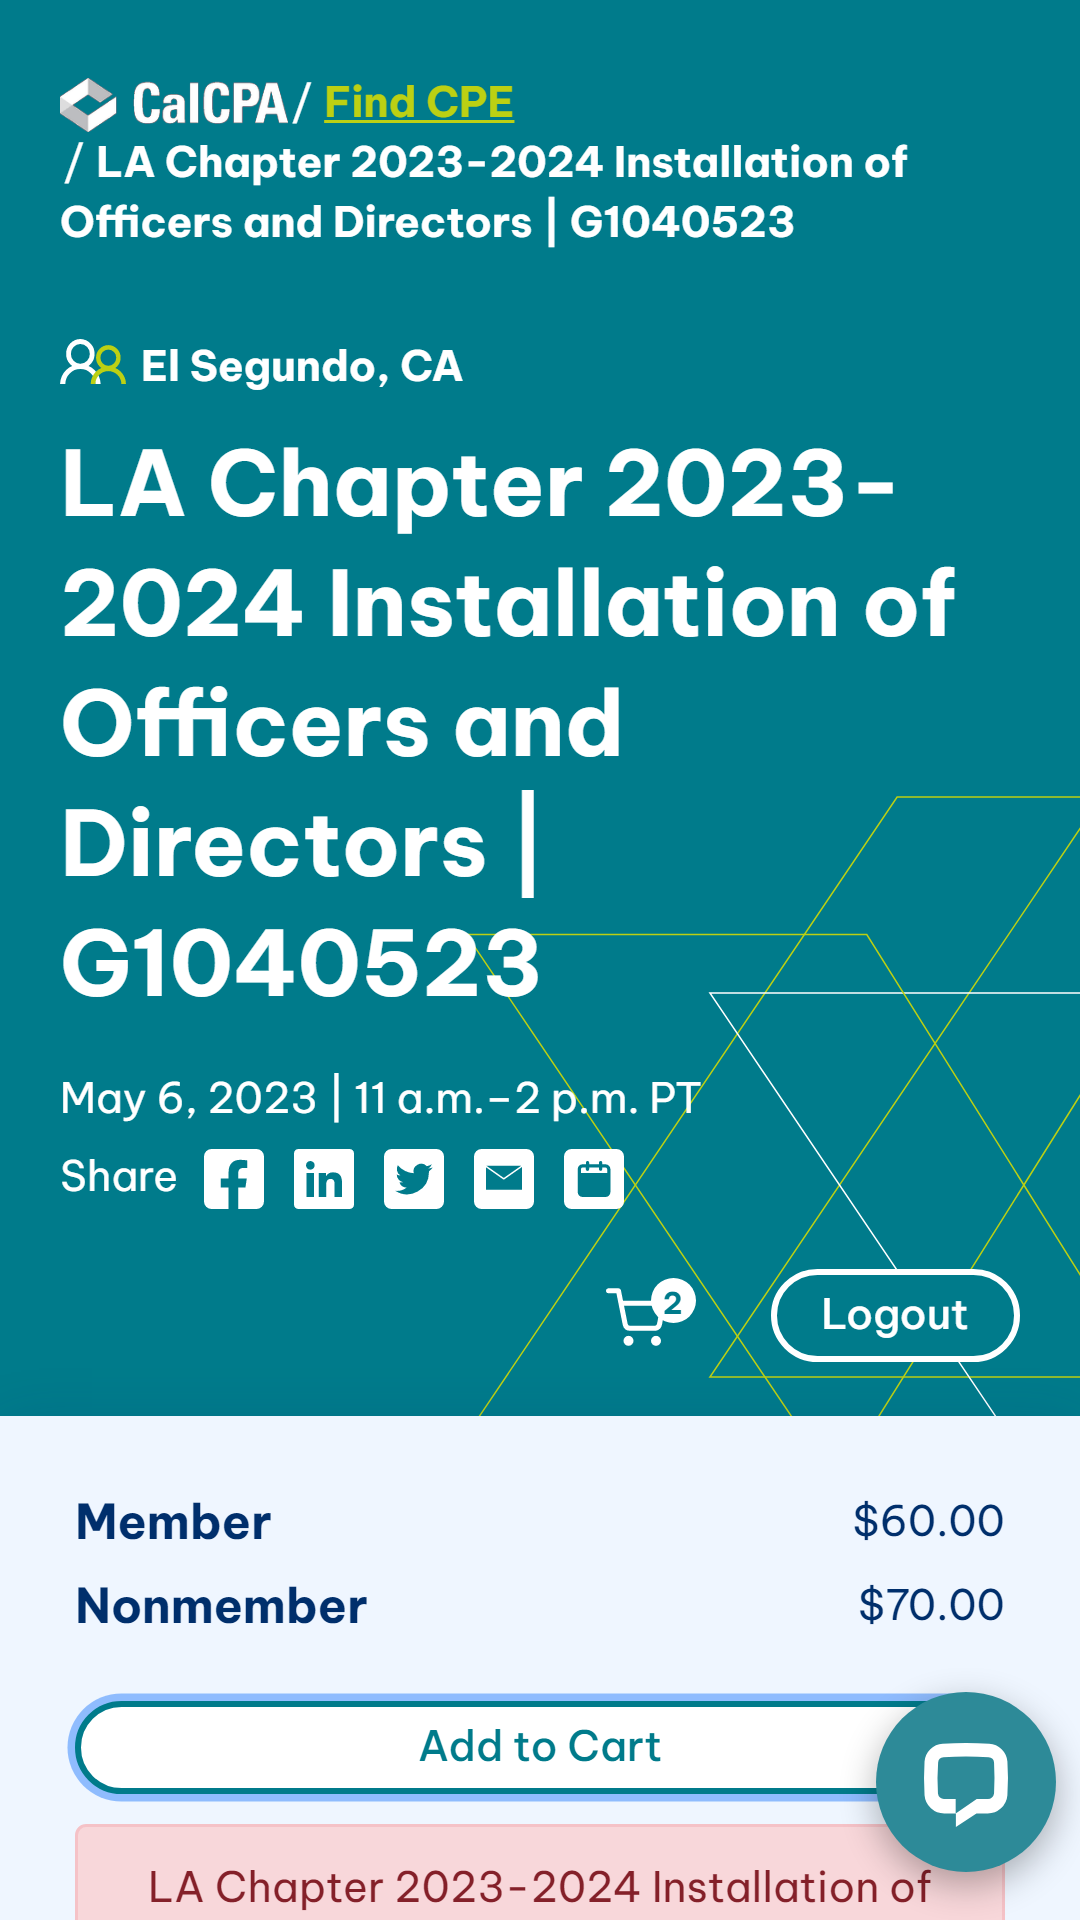 CalCPA / Find CPE
/ LA Chapter 2023-2024 Installation of
Officers and Directors | G1040523
El Segundo, CA
LA Chapter 2023-
2024 Installation of
Officers and
Directors |
G1040523
May 6, 2023 | 11 a.m.–2 p.m. PT
Share
2
Logout
Member $60.00
Nonmember $70.00
Add to Cart
LA Chapter 2023-2024 Installation of